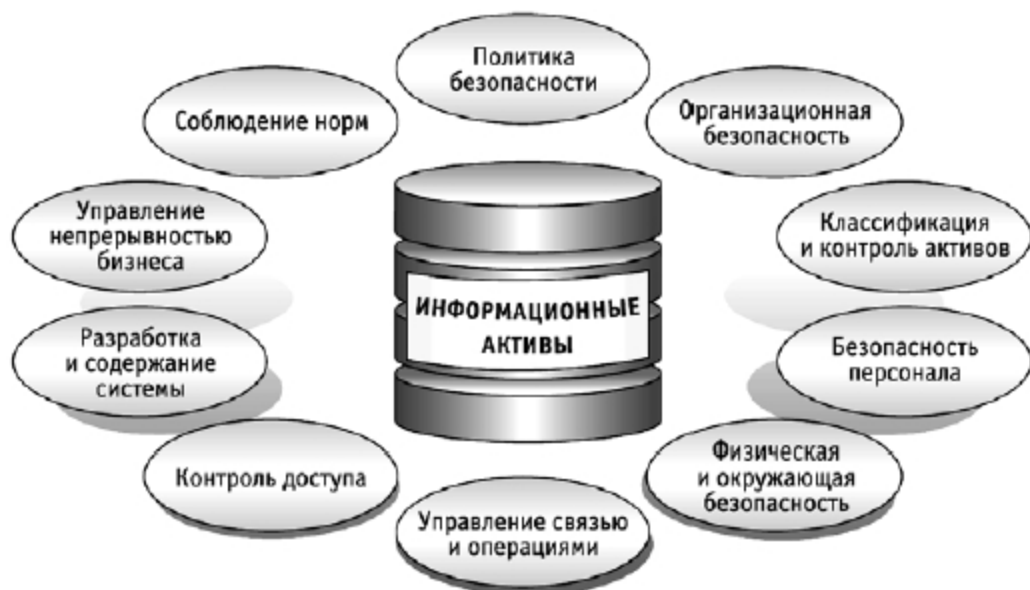 Политика
безопасности
Организационная
безопасность
Классификация
и контроль активов
Безопасность
персонала
Физическая
и окружающая
безопасность
Управление связью
и операциями
Контроль доступа
Разработка
и содержание
системы
Управление
непрерывностью
бизнеса
Соблюдение норм
ИНФОРМАЦИОННЫЕ
АКТИВЫ